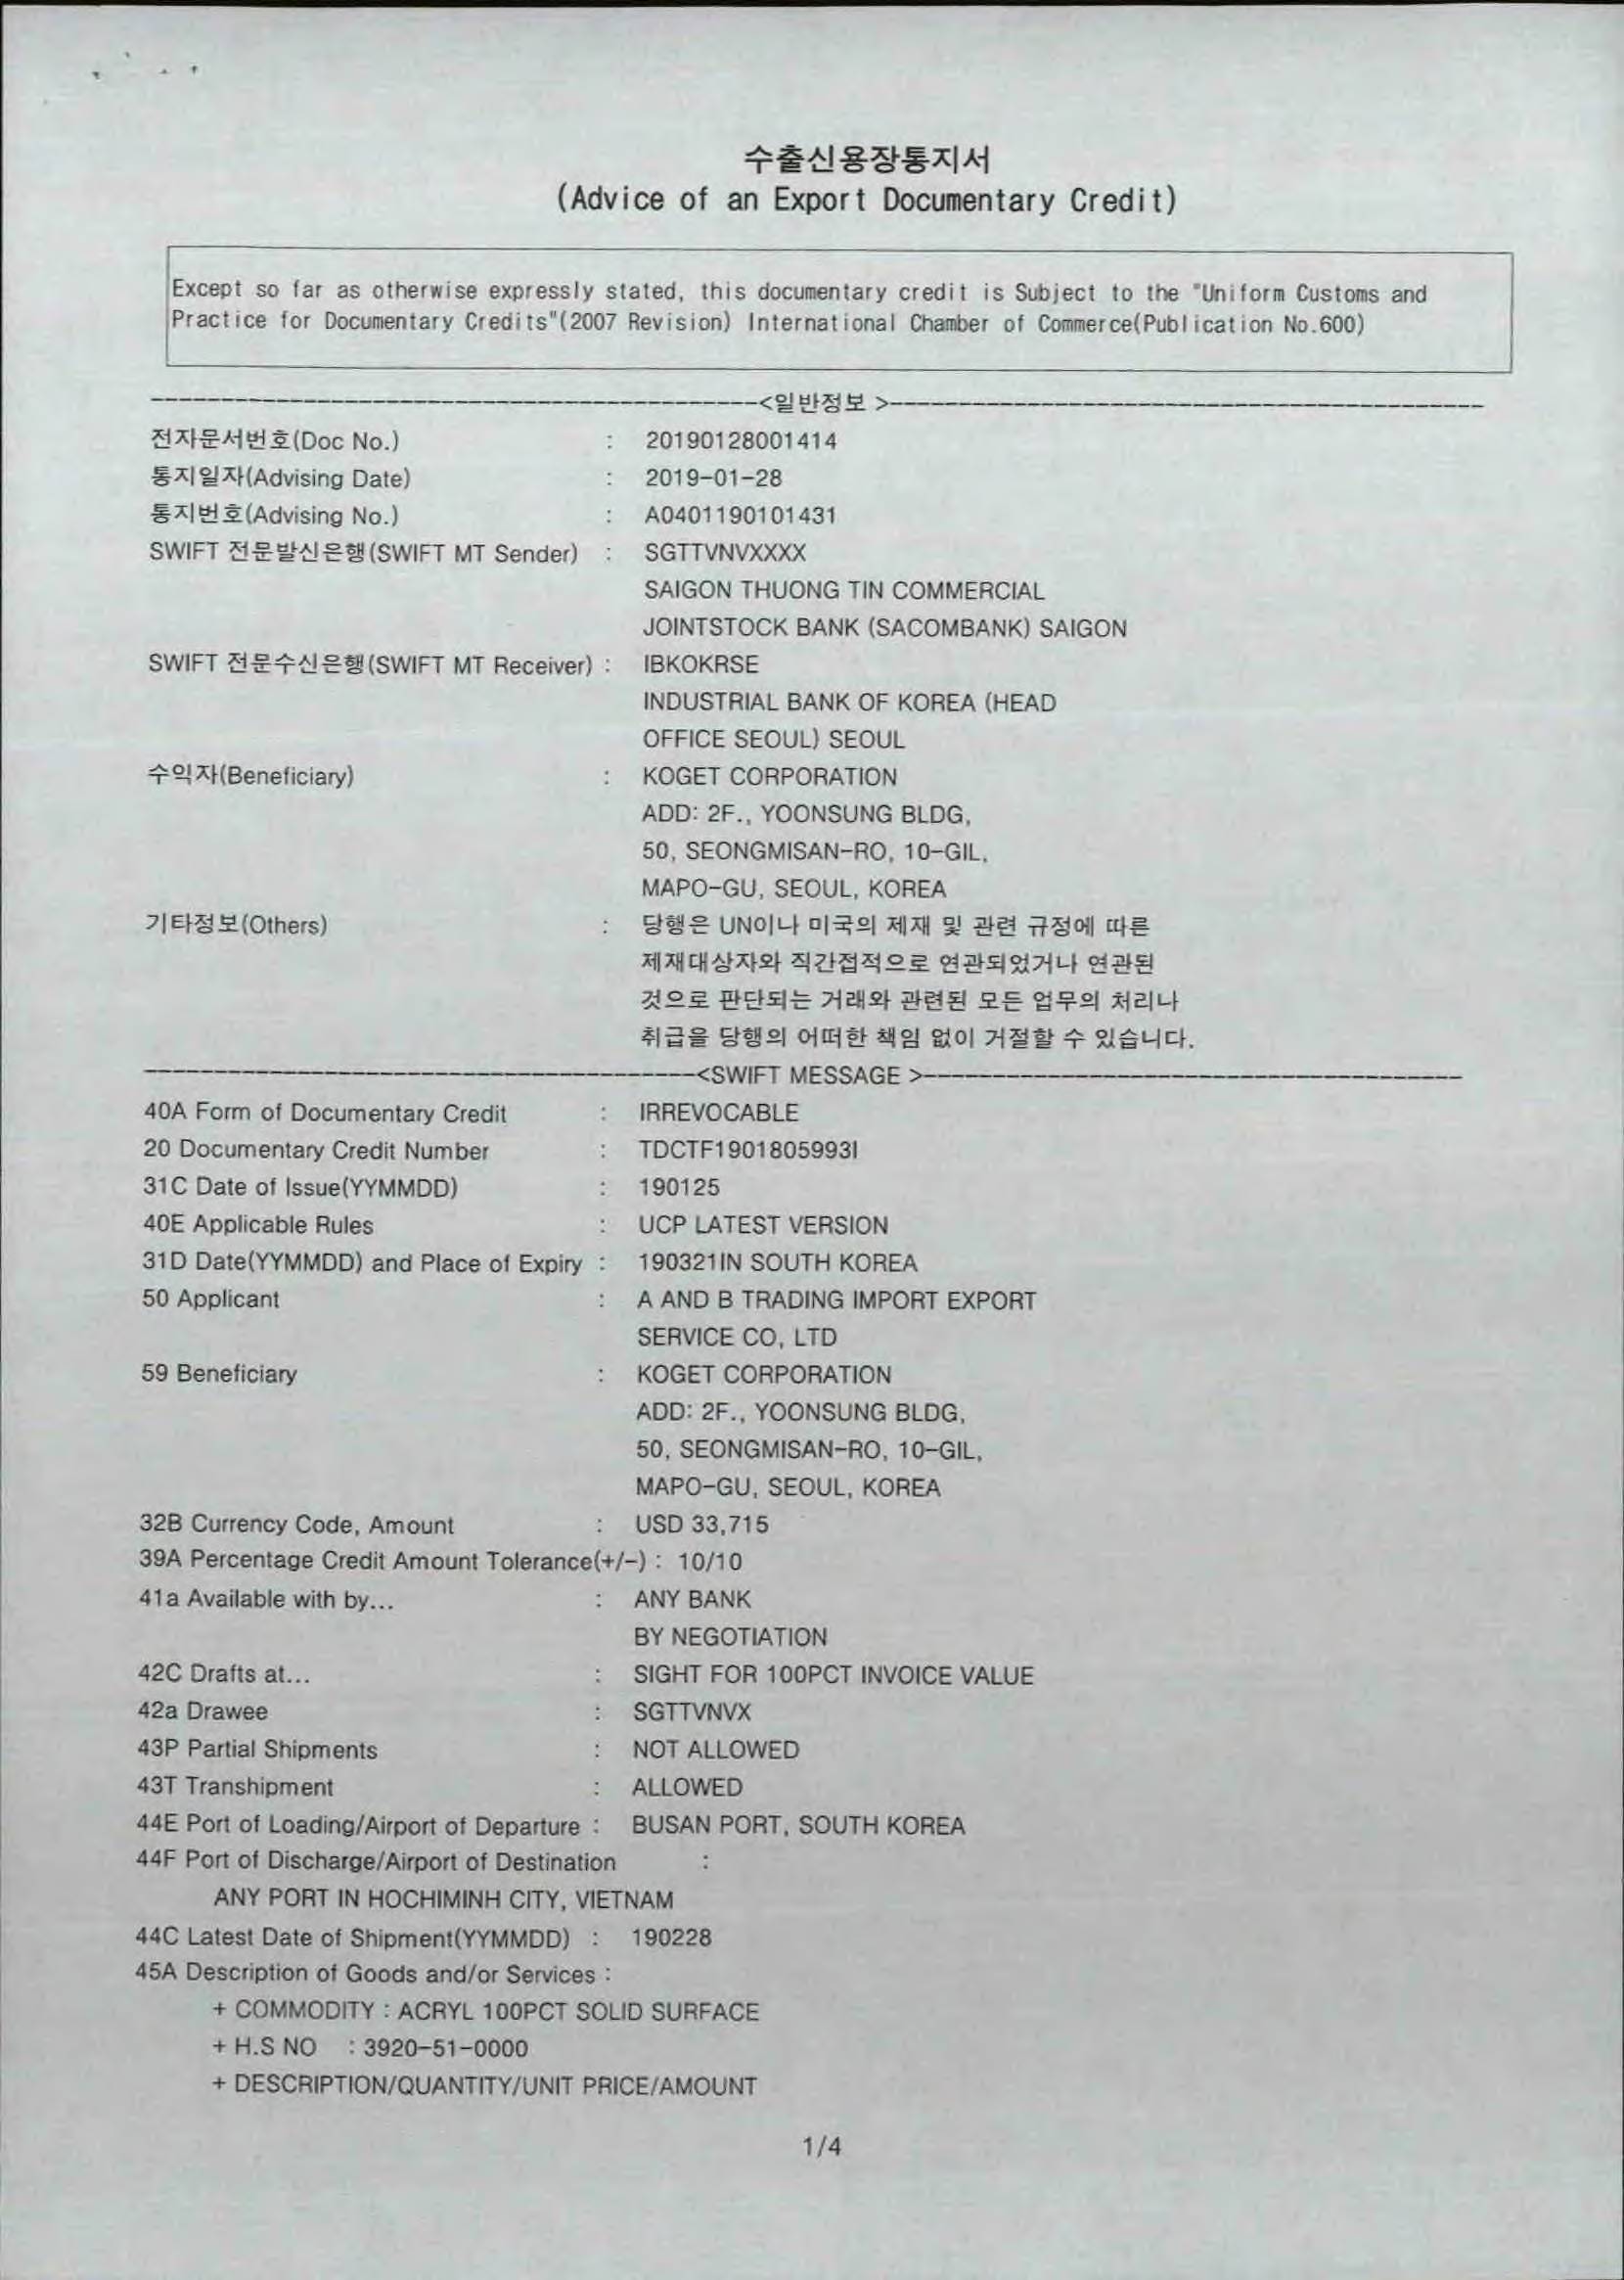 수출신용장통지서
(Advice of an Export Documentary Credit)
Except so far as otherwise expressly stated, this documentary credit is Subject to the "Uniform Customs and
Practice for Documentary Credits"(2007 Revision) International Chamber of Commerce(Publication No.600)
<일반정보 >
전자문서번호(Doc No.) : 20190128001414
통지일자(Advising Date) : 2019-01-28
통지번호(Advising No.) : A0401190101431
SWIFT 전문발신은행(SWIFT MT Sender) : SGTTVNVXXXX
SAIGON THUONG TIN COMMERCIAL
JOINTSTOCK BANK (SACOMBANK) SAIGON
SWIFT 전문수신은행(SWIFT MT Receiver) : IBKOKRSE
INDUSTRIAL BANK OF KOREA (HEAD
OFFICE SEOUL) SEOUL
수익자(Beneficiary) : KOGET CORPORATION
ADD: 2F., YOONSUNG BLDG,
50, SEONGMISAN-RO, 10-GIL,
MAPO-GU, SEOUL, KOREA
기타정보(Others) : 당행은 UN이나 미국의 제재 및 관련 규정에 따른
제재대상자와 직간접적으로 연관되었거나 연관된
것으로 판단되는 거래와 관련된 모든 업무의 처리나
취급을 당행의 어떠한 책임 없이 거절할 수 있습니다.
<SWIFT MESSAGE >
40A Form of Documentary Credit : IRREVOCABLE
20 Documentary Credit Number : TDCTF1901805993I
31C Date of Issue(YYMMDD) : 190125
40E Applicable Rules : UCP LATEST VERSION
31D Date(YYMMDD) and Place of Expiry : 190321IN SOUTH KOREA
50 Applicant : A AND B TRADING IMPORT EXPORT
SERVICE CO, LTD
59 Beneficiary : KOGET CORPORATION
ADD: 2F., YOONSUNG BLDG,
50, SEONGMISAN-RO, 10-GIL,
MAPO-GU, SEOUL, KOREA
32B Currency Code, Amount : USD 33,715
39A Percentage Credit Amount Tolerance(+/-) : 10/10
41a Available with by... : ANY BANK
BY NEGOTIATION
42C Drafts at... : SIGHT FOR 100PCT INVOICE VALUE
42a Drawee : SGTTVNVX
43P Partial Shipments : NOT ALLOWED
43T Transhipment : ALLOWED
44E Port of Loading/Airport of Departure : BUSAN PORT, SOUTH KOREA
44F Port of Discharge/Airport of Destination :
ANY PORT IN HOCHIMINH CITY, VIETNAM
44C Latest Date of Shipment(YYMMDD) : 190228
45A Description of Goods and/or Services :
+ COMMODITY : ACRYL 100PCT SOLID SURFACE
+ H.S NO : 3920-51-0000
+ DESCRIPTION/QUANTITY/UNIT PRICE/AMOUNT
1/4